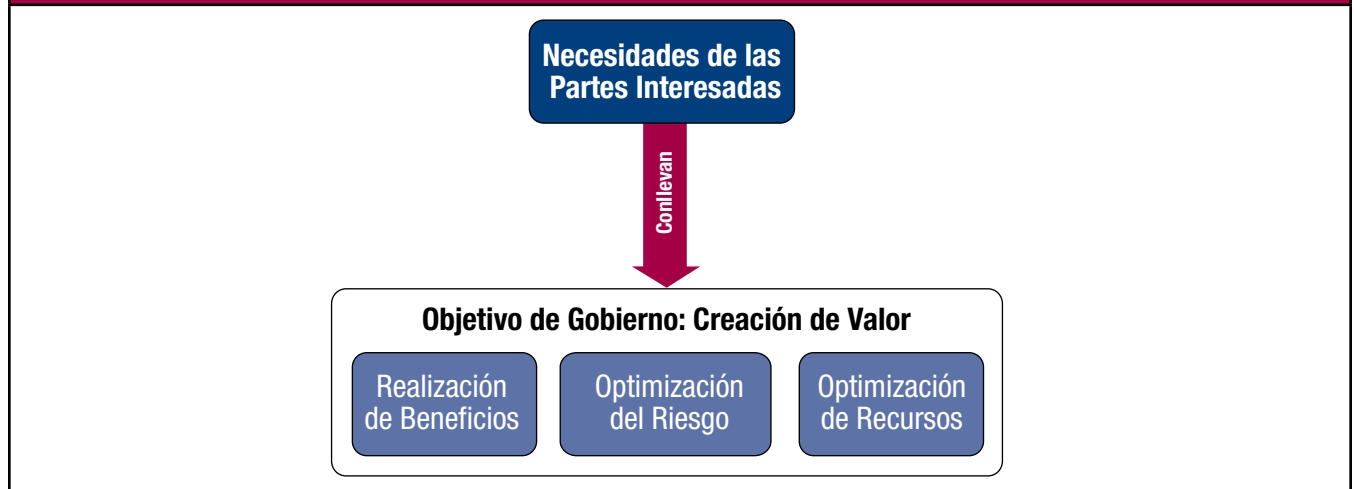 Necesidades de las
Partes Interesadas
Conllevan
Objetivo de Gobierno: Creación de Valor
Realización
de Beneficios
Optimización
del Riesgo
Optimización
de Recursos